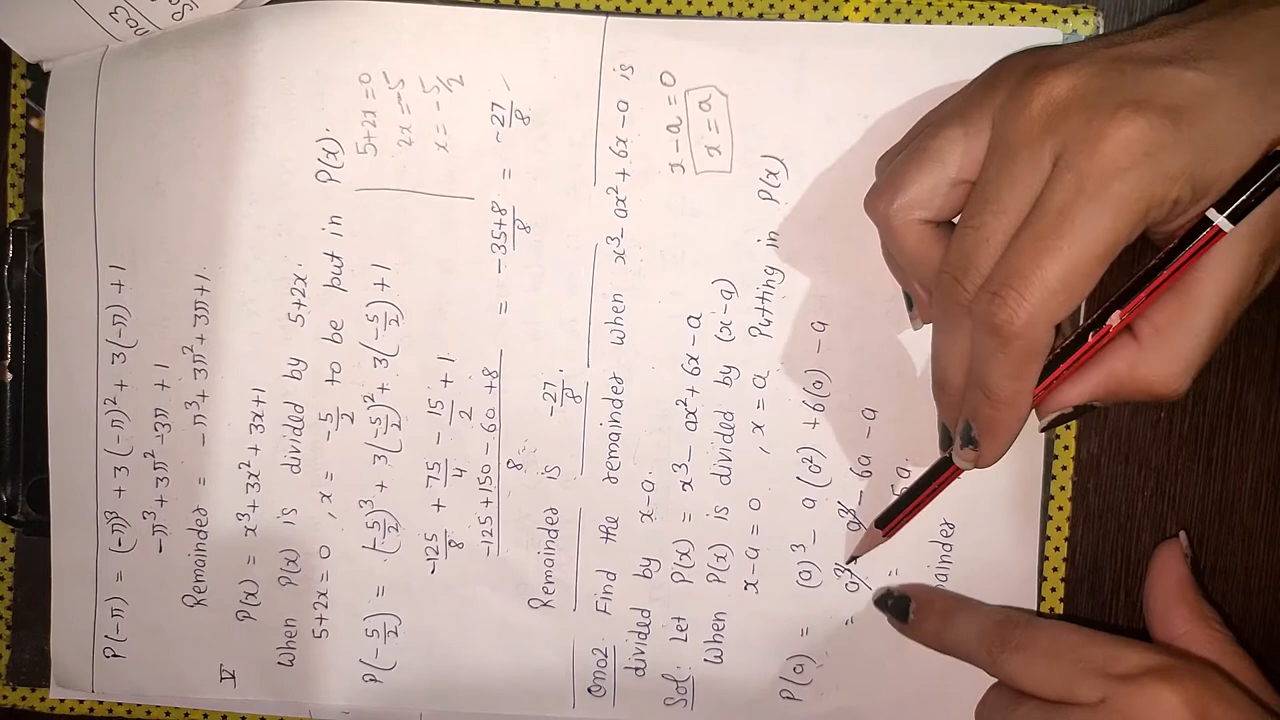 P(-π) = (-π)³ + 3(-π)² + 3(-π) + 1
-π³ + 3π² - 3π + 1
Remainder = -π³ + 3π² + 3π + 1.
V
P(x) = x³ + 3x² + 3x + 1
When P(x) is divided by 5+2x.
5+2x = 0 , x = -5/2 to be but in P(x).
5+2x = 0
2x = -5
x = -5/2
P(-5/2) = (-5/2)³ + 3(-5/2)² + 3(-5/2) + 1
-125/8 + 75/4 - 15/2 + 1.
-125 + 150 - 60 + 8 / 8 = -35+8/8 = -27/8
Remainder is -27/8.
Qno2. Find the remainder when x³ - ax² + 6x - a is
divided by x-a.
Sol: Let P(x) = x³ - ax² + 6x - a
x - a = 0
x = a
When P(x) is divided by (x-a)
x - a = 0 , x = a Putting in P(x)
P(a) = (a)³ - a(a²) + 6(a) - a
= a³ a³ - 6a - a
= 5a.
mainder